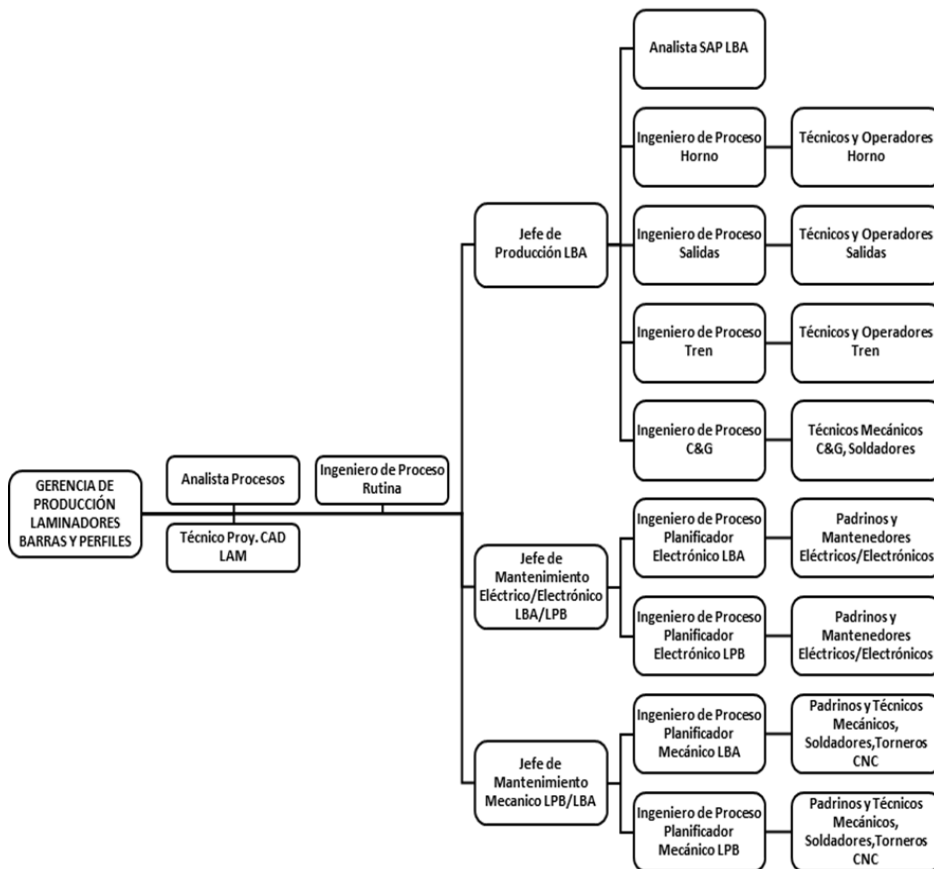 GERENCIA DE
PRODUCCIÓN
LAMINADORES
BARRAS Y PERFILES
Analista Procesos
Técnico Proy. CAD
LAM
Ingeniero de Proceso
Rutina
Jefe de
Producción LBA
Analista SAP LBA
Ingeniero de Proceso
Horno
Técnicos y Operadores
Horno
Ingeniero de Proceso
Salidas
Técnicos y Operadores
Salidas
Ingeniero de Proceso
Tren
Técnicos y Operadores
Tren
Ingeniero de Proceso
C&G
Técnicos Mecánicos
C&G, Soldadores
Jefe de
Mantenimiento
Eléctrico/Electrónico
LBA/LPB
Ingeniero de Proceso
Planificador
Electrónico LBA
Padrinos y
Mantenedores
Eléctricos/Electrónicos
Ingeniero de Proceso
Planificador
Electrónico LPB
Padrinos y
Mantenedores
Eléctricos/Electrónicos
Jefe de
Mantenimiento
Mecanico LPB/LBA
Ingeniero de Proceso
Planificador
Mecánico LBA
Padrinos y Técnicos
Mecánicos,
Soldadores,Torneros
CNC
Ingeniero de Proceso
Planificador
Mecánico LPB
Padrinos y Técnicos
Mecánicos,
Soldadores,Torneros
CNC